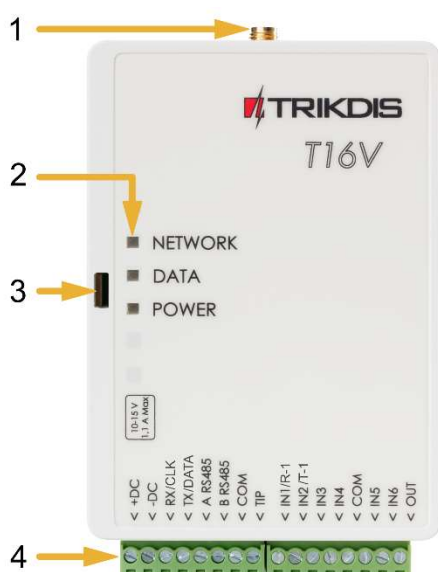 1
TRIKDIS
T16V
2
NETWORK
3
DATA
POWER
10-15 V
1,1 A Max
< +DC
< -DC
< RX/CLK
< TX/DATA
< A RS485
< B RS485
< COM
< TIP
< IN1/R-1
< IN2/T-1
< IN3
< IN4
< COM
< IN5
< IN6
< OUT
4